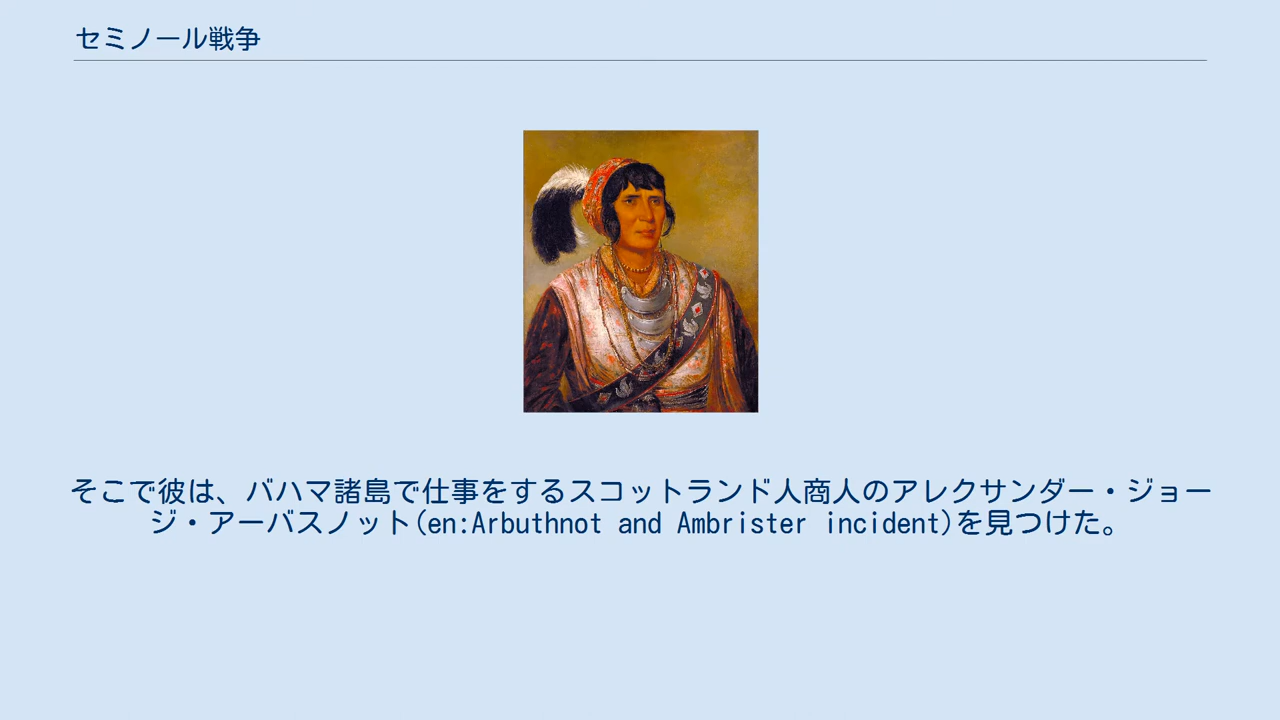 セミノール戦争
そこで彼は、バハマ諸島で仕事をするスコットランド人商人のアレクサンダー・ジョー
ジ・アーバスノット(en:Arbuthnot and Ambrister incident)を見つけた。